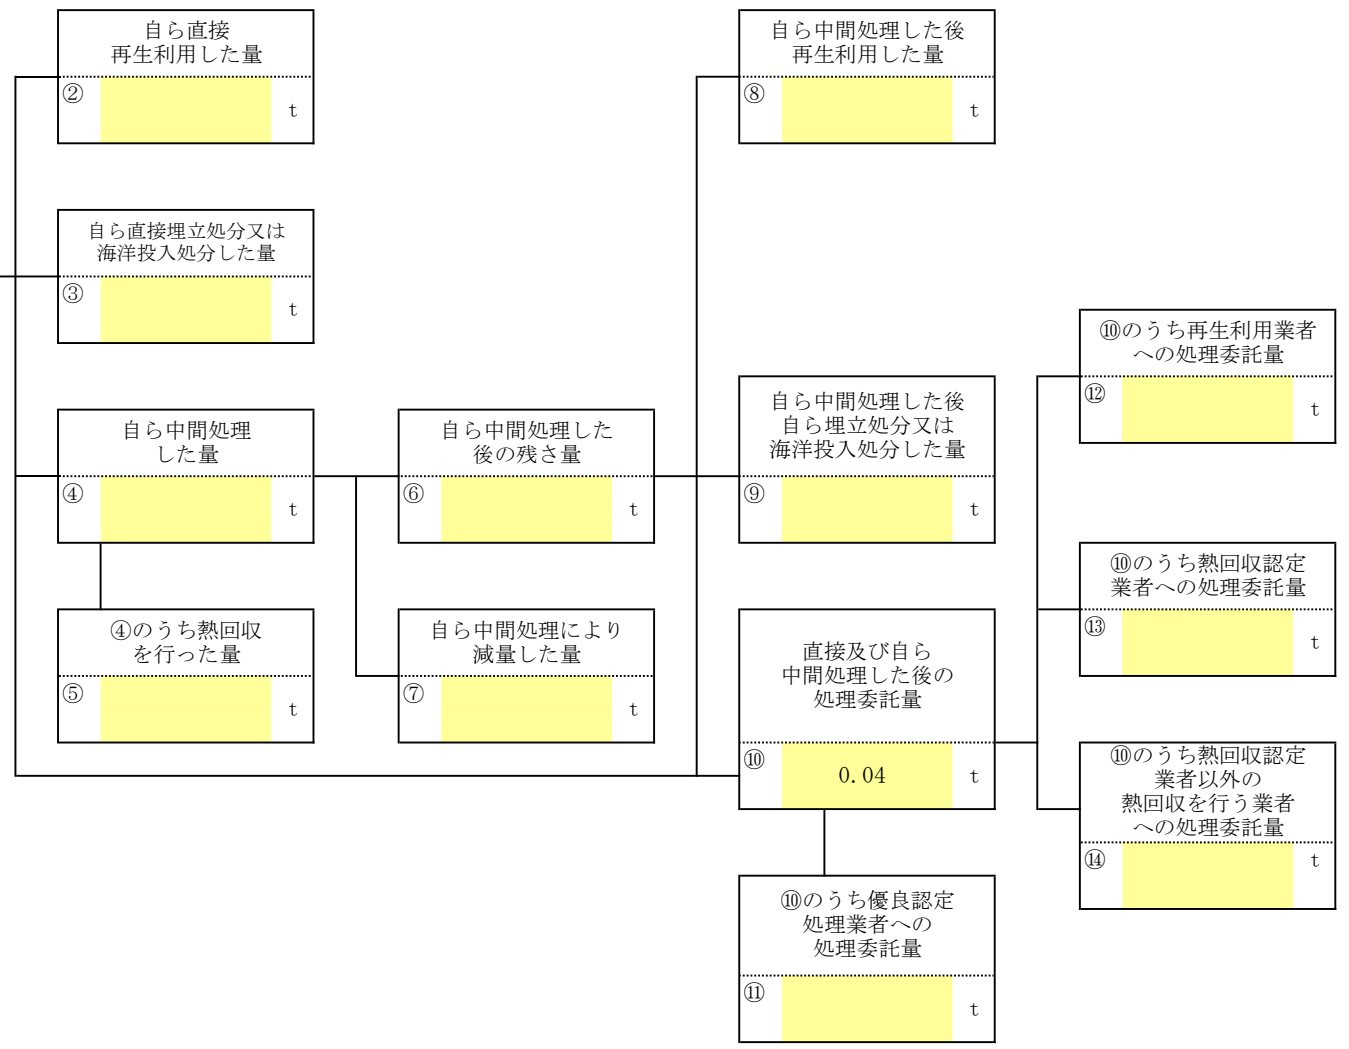 自ら直接
再生利用した量
②
t
自ら中間処理した後
再生利用した量
⑧
t
自ら直接埋立処分又は
海洋投入処分した量
③
t
⑩のうち再生利用業者
への処理委託量
⑫
t
自ら中間処理
した量
④
t
自ら中間処理した
後の残さ量
⑥
t
自ら中間処理した後
自ら埋立処分又は
海洋投入処分した量
⑨
t
⑩のうち熱回収認定
業者への処理委託量
⑬
t
④のうち熱回収
を行った量
⑤
t
自ら中間処理により
減量した量
⑦
t
直接及び自ら
中間処理した後の
処理委託量
⑩
0.04
t
⑩のうち熱回収認定
業者以外の
熱回収を行う業者
への処理委託量
⑭
t
⑩のうち優良認定
処理業者への
処理委託量
⑪
t